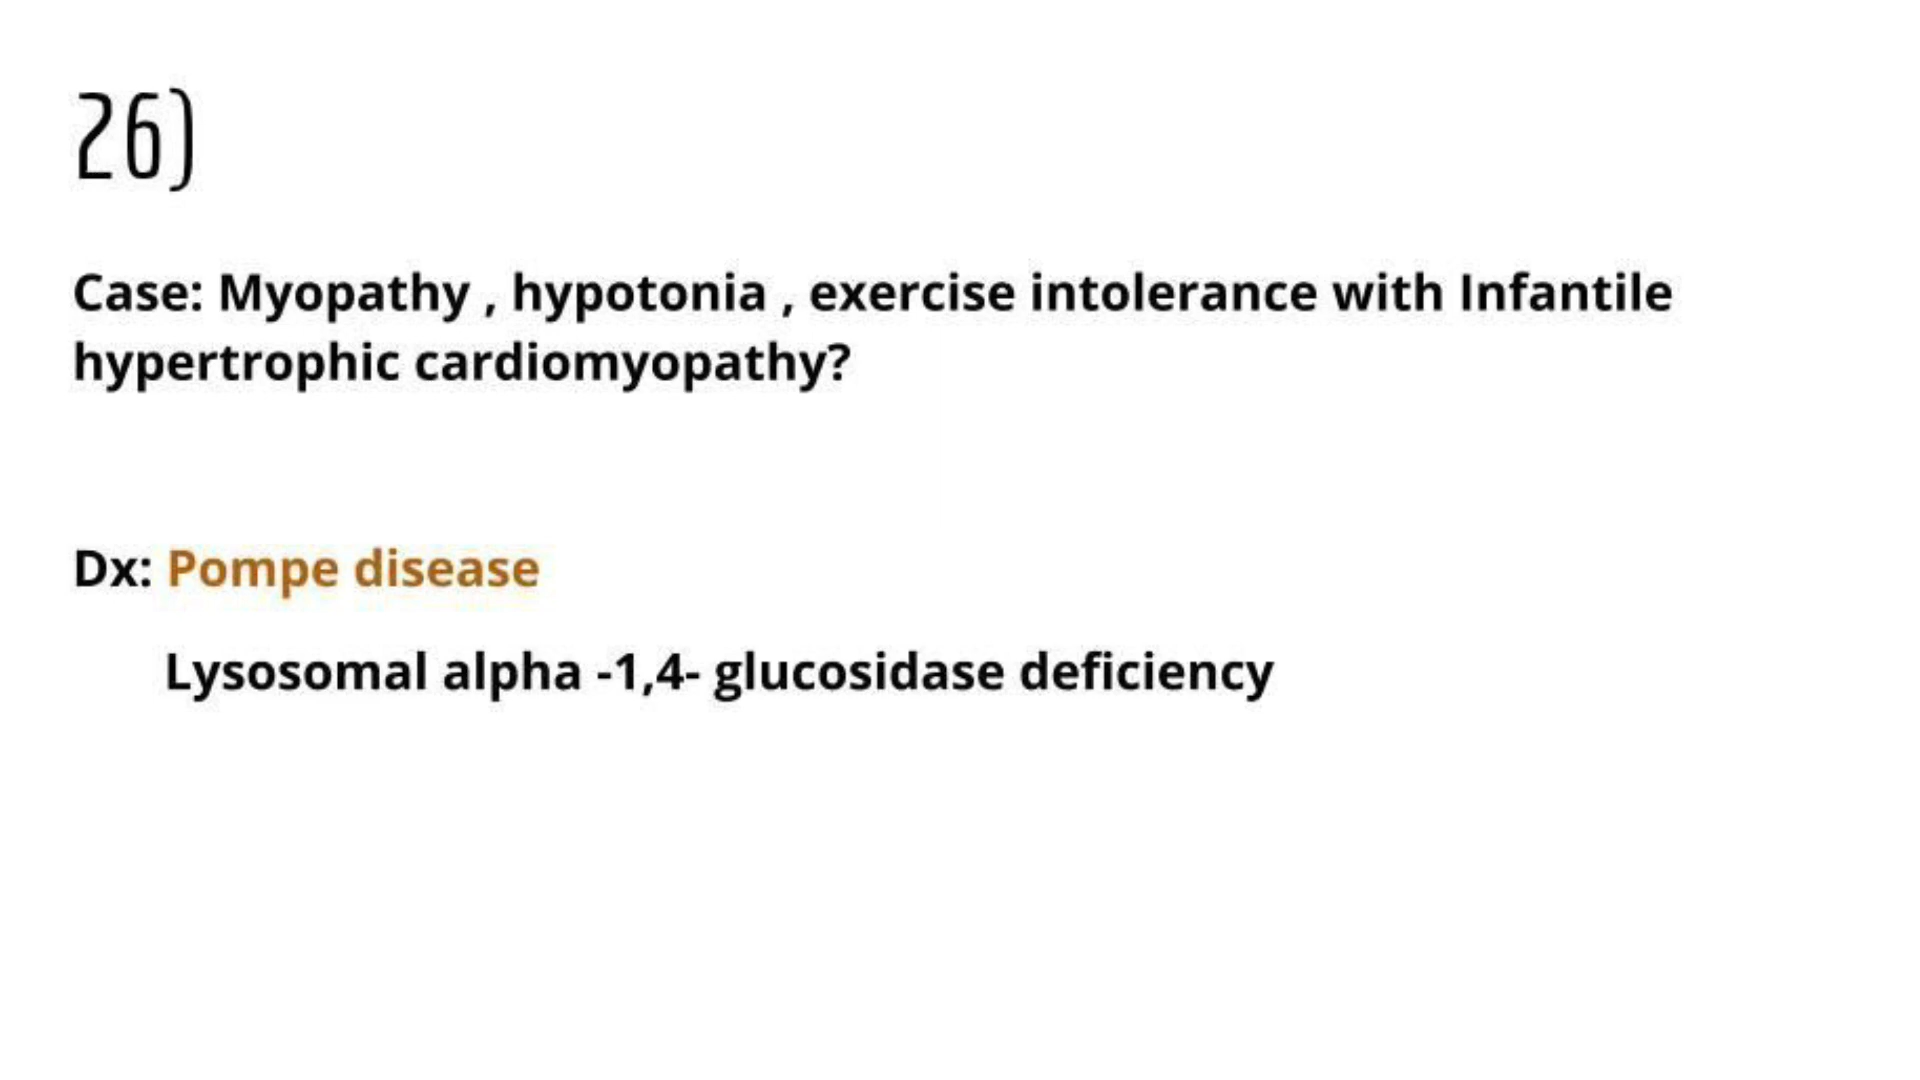 26)
Case: Myopathy , hypotonia , exercise intolerance with Infantile
hypertrophic cardiomyopathy?
Dx: Pompe disease
Lysosomal alpha -1,4- glucosidase deficiency